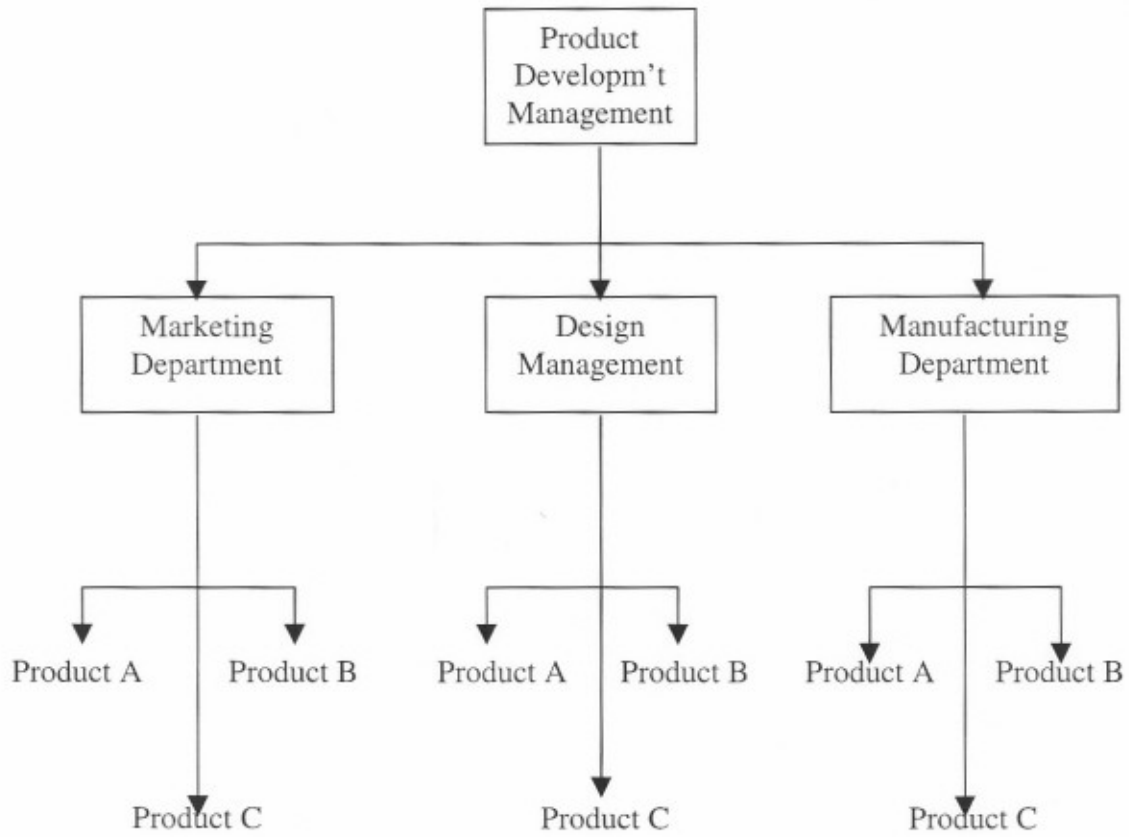 Product
Developm't
Management
Marketing
Department
Design
Management
Manufacturing
Department
Product A
Product B
Product A
Product B
Product A
Product B
Product C
Product C
Product C